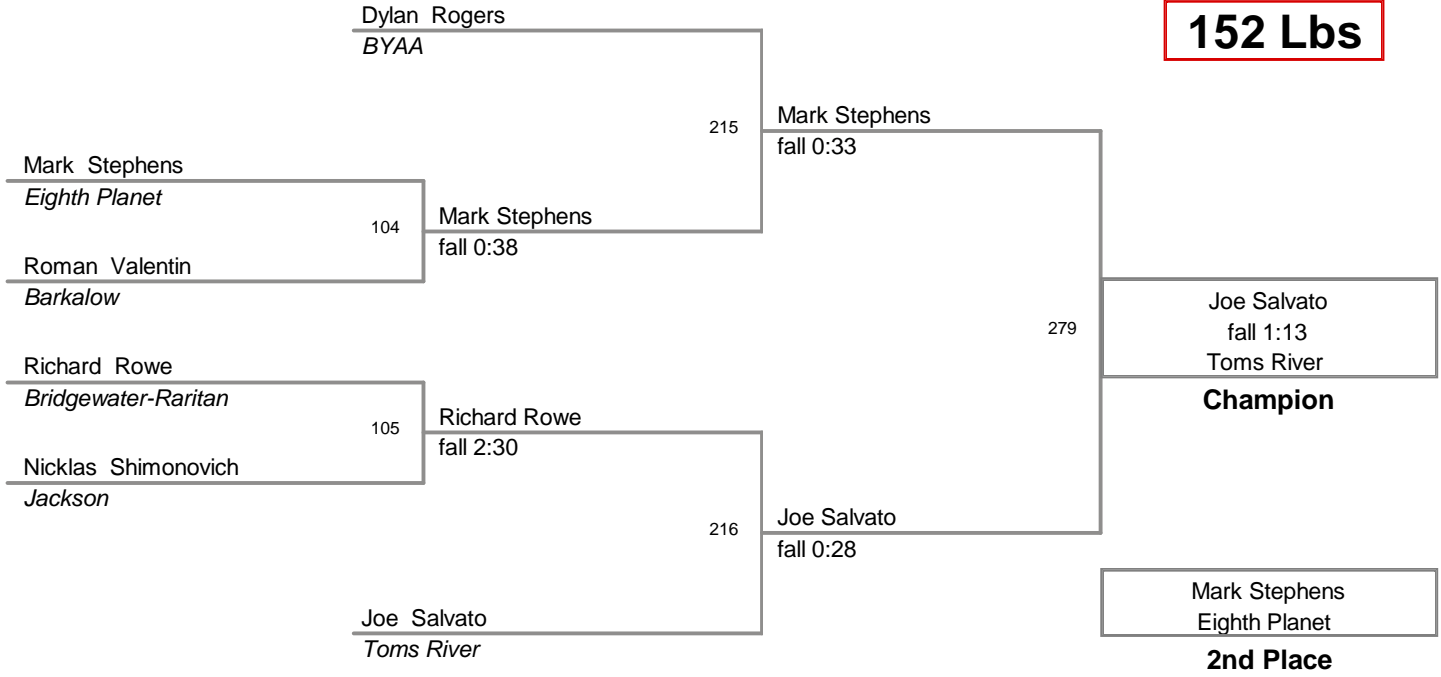 Dylan Rogers
BYAA
152 Lbs
215
Mark Stephens
fall 0:33
Mark Stephens
Eighth Planet
104
Mark Stephens
fall 0:38
Roman Valentin
Barkalow
279
Joe Salvato
fall 1:13
Toms River
Champion
Richard Rowe
Bridgewater-Raritan
105
Richard Rowe
fall 2:30
Nicklas Shimonovich
Jackson
216
Joe Salvato
fall 0:28
Joe Salvato
Toms River
Mark Stephens
Eighth Planet
2nd Place